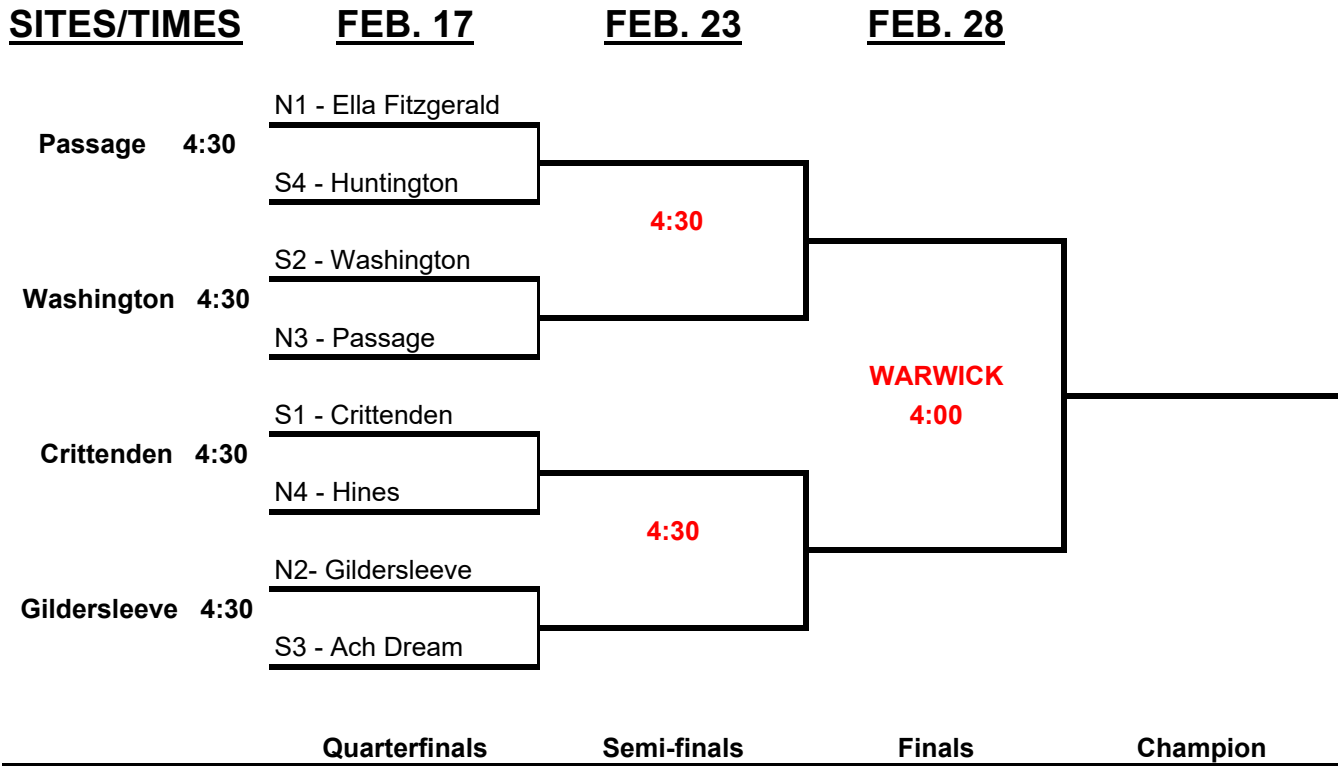 SITES/TIMES FEB. 17 FEB. 23 FEB. 28
N1 - Ella Fitzgerald
Passage 4:30
S4 - Huntington
4:30
S2 - Washington
Washington 4:30
N3 - Passage
WARWICK
S1 - Crittenden
4:00
Crittenden 4:30
N4 - Hines
4:30
N2- Gildersleeve
Gildersleeve 4:30
S3 - Ach Dream
Quarterfinals Semi-finals Finals Champion